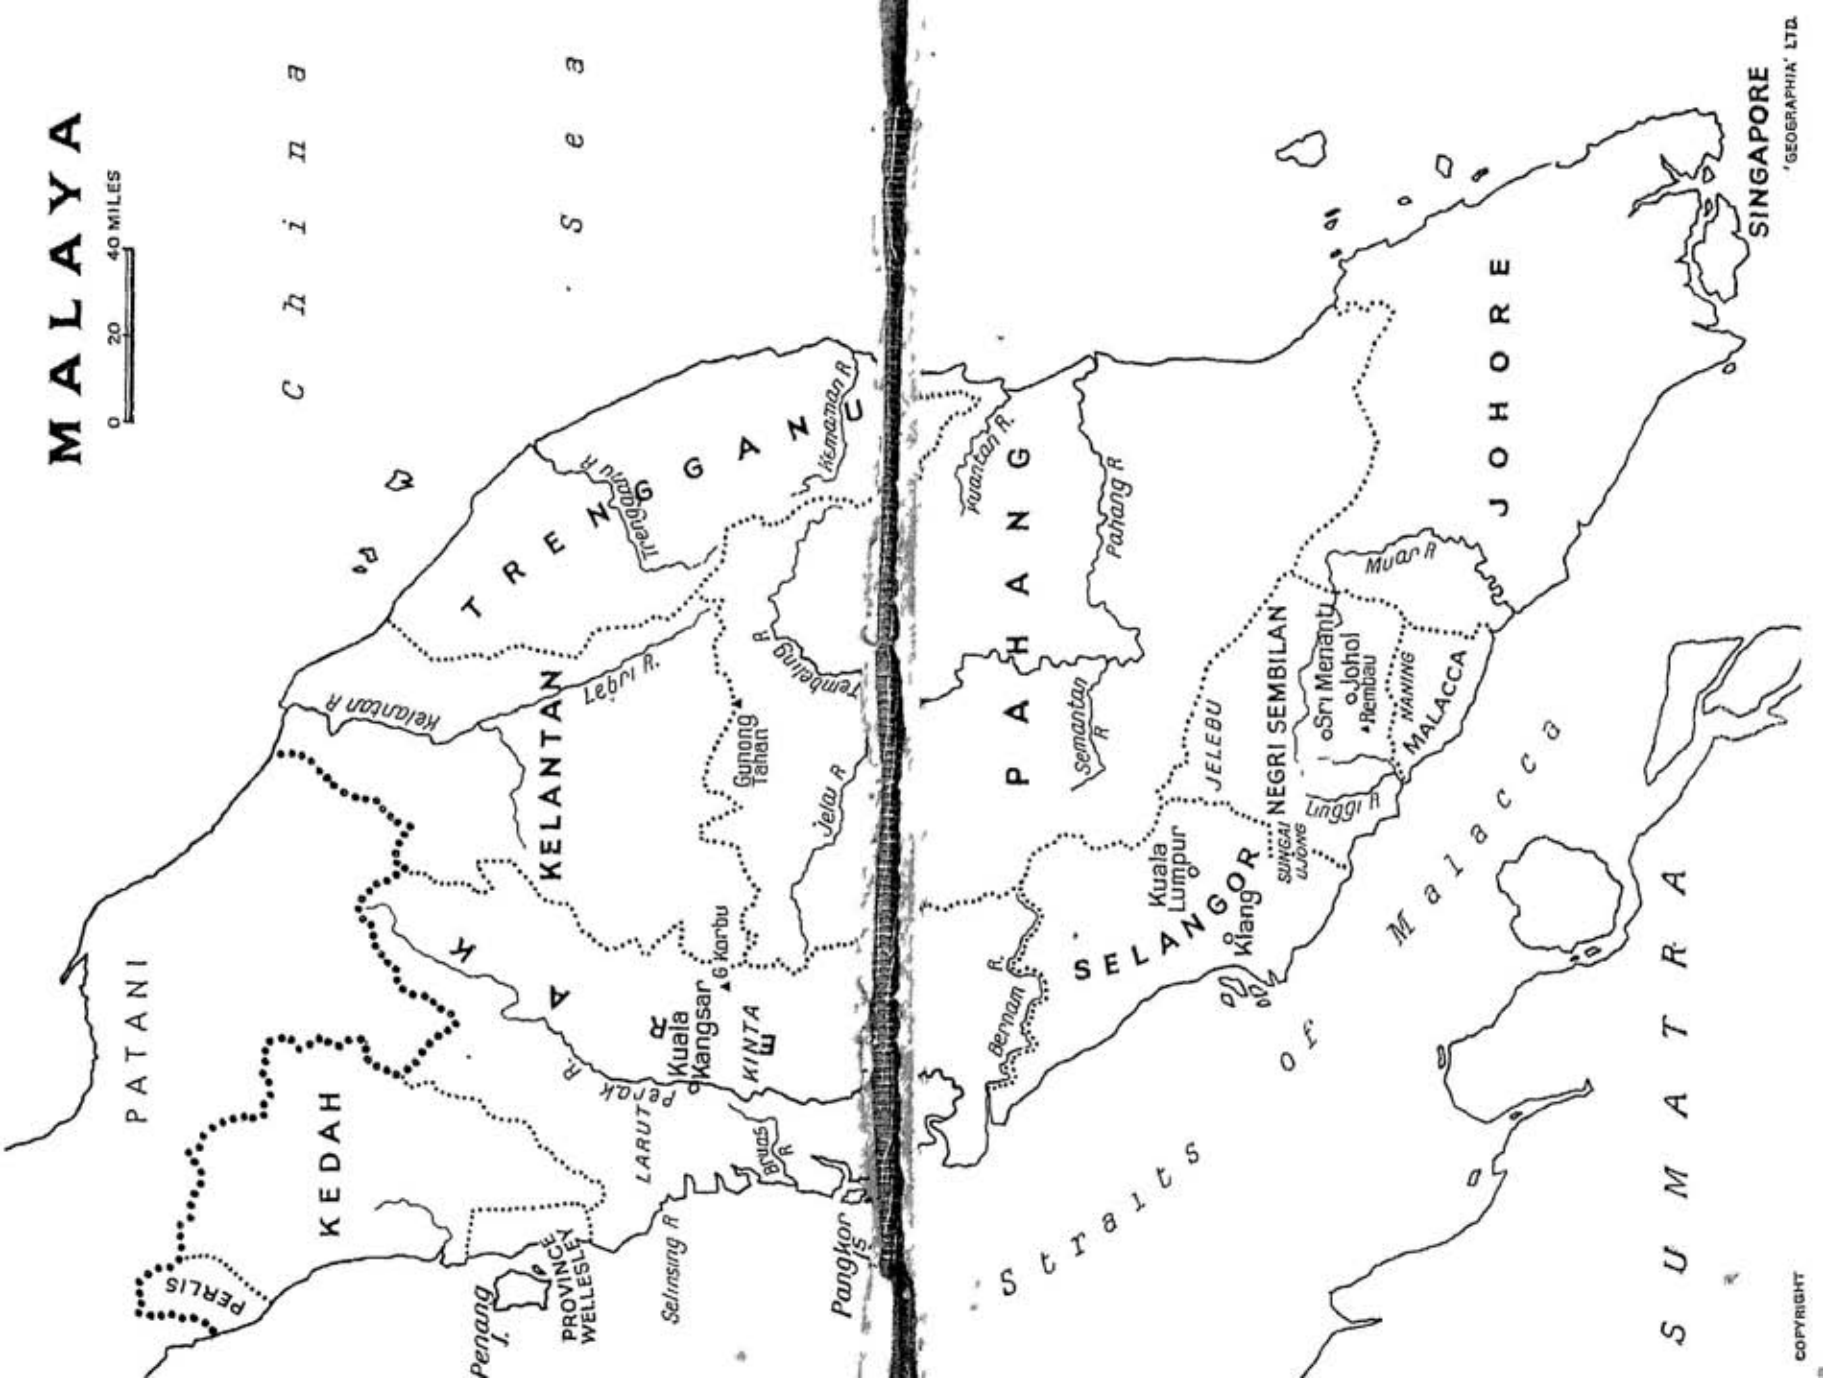 MALAYA
0 20 40 MILES
China
Sea
PATANI
PERLIS
KEDAH
Penang
I.
PROVINCE
WELLESLEY
Kelantan R
Lebir R.
KELANTAN
TRENGGANU
Trengganu R
Kemaman R
Tembeling R
Gunong
Tahan
Jelai R
PERAK
Perak R.
Kuala
Kangsar
G Korbu
KINTA
LARUT
Bruas
R
Selinsing R
Pangkor
Is
PAHANG
Kuantan R.
Pahang R
Semantan
R
Bernam R.
SELANGOR
Kuala
Lumpur
Klang
JELEBU
NEGRI SEMBILAN
SUNGAI
UJONG
Linggi R
Sri Menanti
Johol
Rembau
NANING
MALACCA
Muar R
JOHORE
SINGAPORE
Straits of Malacca
SUMATRA
'GEOGRAPHIA' LTD.
COPYRIGHT